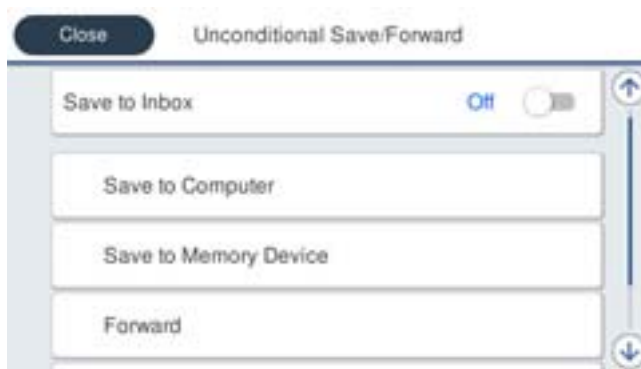 Close Unconditional Save/Forward
Save to Inbox Off
Save to Computer
Save to Memory Device
Forward